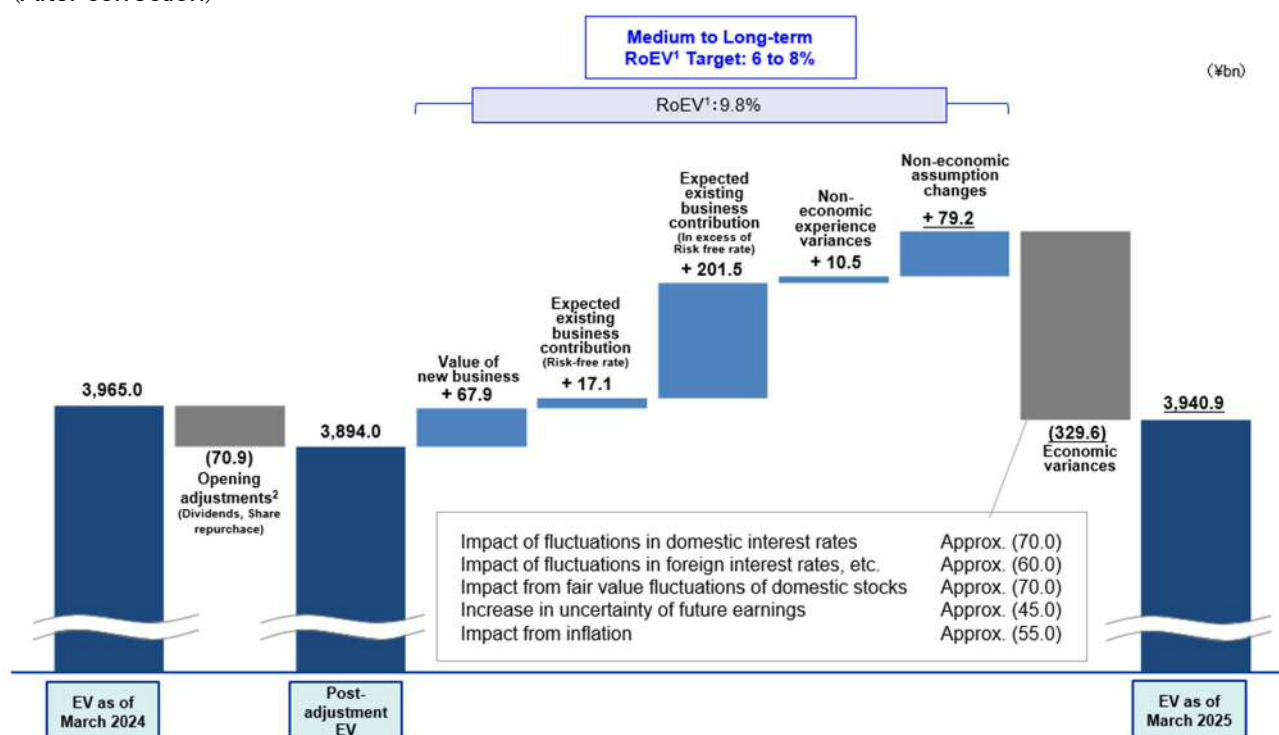 Medium to Long-term
RoEV¹ Target: 6 to 8%
(¥bn)
RoEV¹:9.8%
3,965.0
(70.9)
Opening
adjustments²
(Dividends, Share
repurchace)
3,894.0
Value of
new business
+ 67.9
Expected
existing
business
contribution
(Risk-free rate)
+ 17.1
Expected
existing
business
contribution
(In excess of
Risk free rate)
+ 201.5
Non-
economic
experience
variances
+ 10.5
Non-economic
assumption
changes
+ 79.2
(329.6)
Economic
variances
3,940.9
Impact of fluctuations in domestic interest rates Approx. (70.0)
Impact of fluctuations in foreign interest rates, etc. Approx. (60.0)
Impact from fair value fluctuations of domestic stocks Approx. (70.0)
Increase in uncertainty of future earnings Approx. (45.0)
Impact from inflation Approx. (55.0)
EV as of
March 2024
Post-
adjustment
EV
EV as of
March 2025